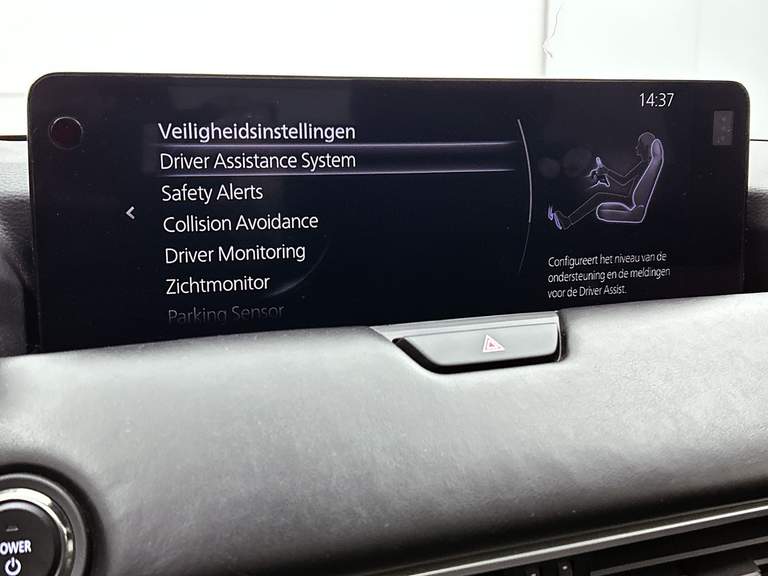 14:37
Veiligheidsinstellingen
Driver Assistance System
Safety Alerts
Collision Avoidance
Driver Monitoring
Zichtmonitor
Parking Sensor
Configureert het niveau van de
ondersteuning en de meldingen
voor de Driver Assist.
POWER